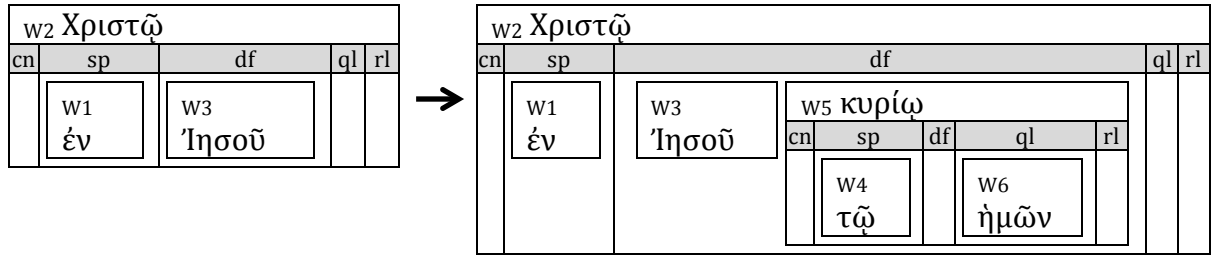 w2 Χριστῷ
cn sp df ql rl
w1
ἐν
w3
Ἰησοῦ
→
w2 Χριστῷ
cn sp df ql rl
w1
ἐν
w3
Ἰησοῦ
w5 κυρίῳ
cn sp df ql rl
w4
τῷ
w6
ἡμῶν